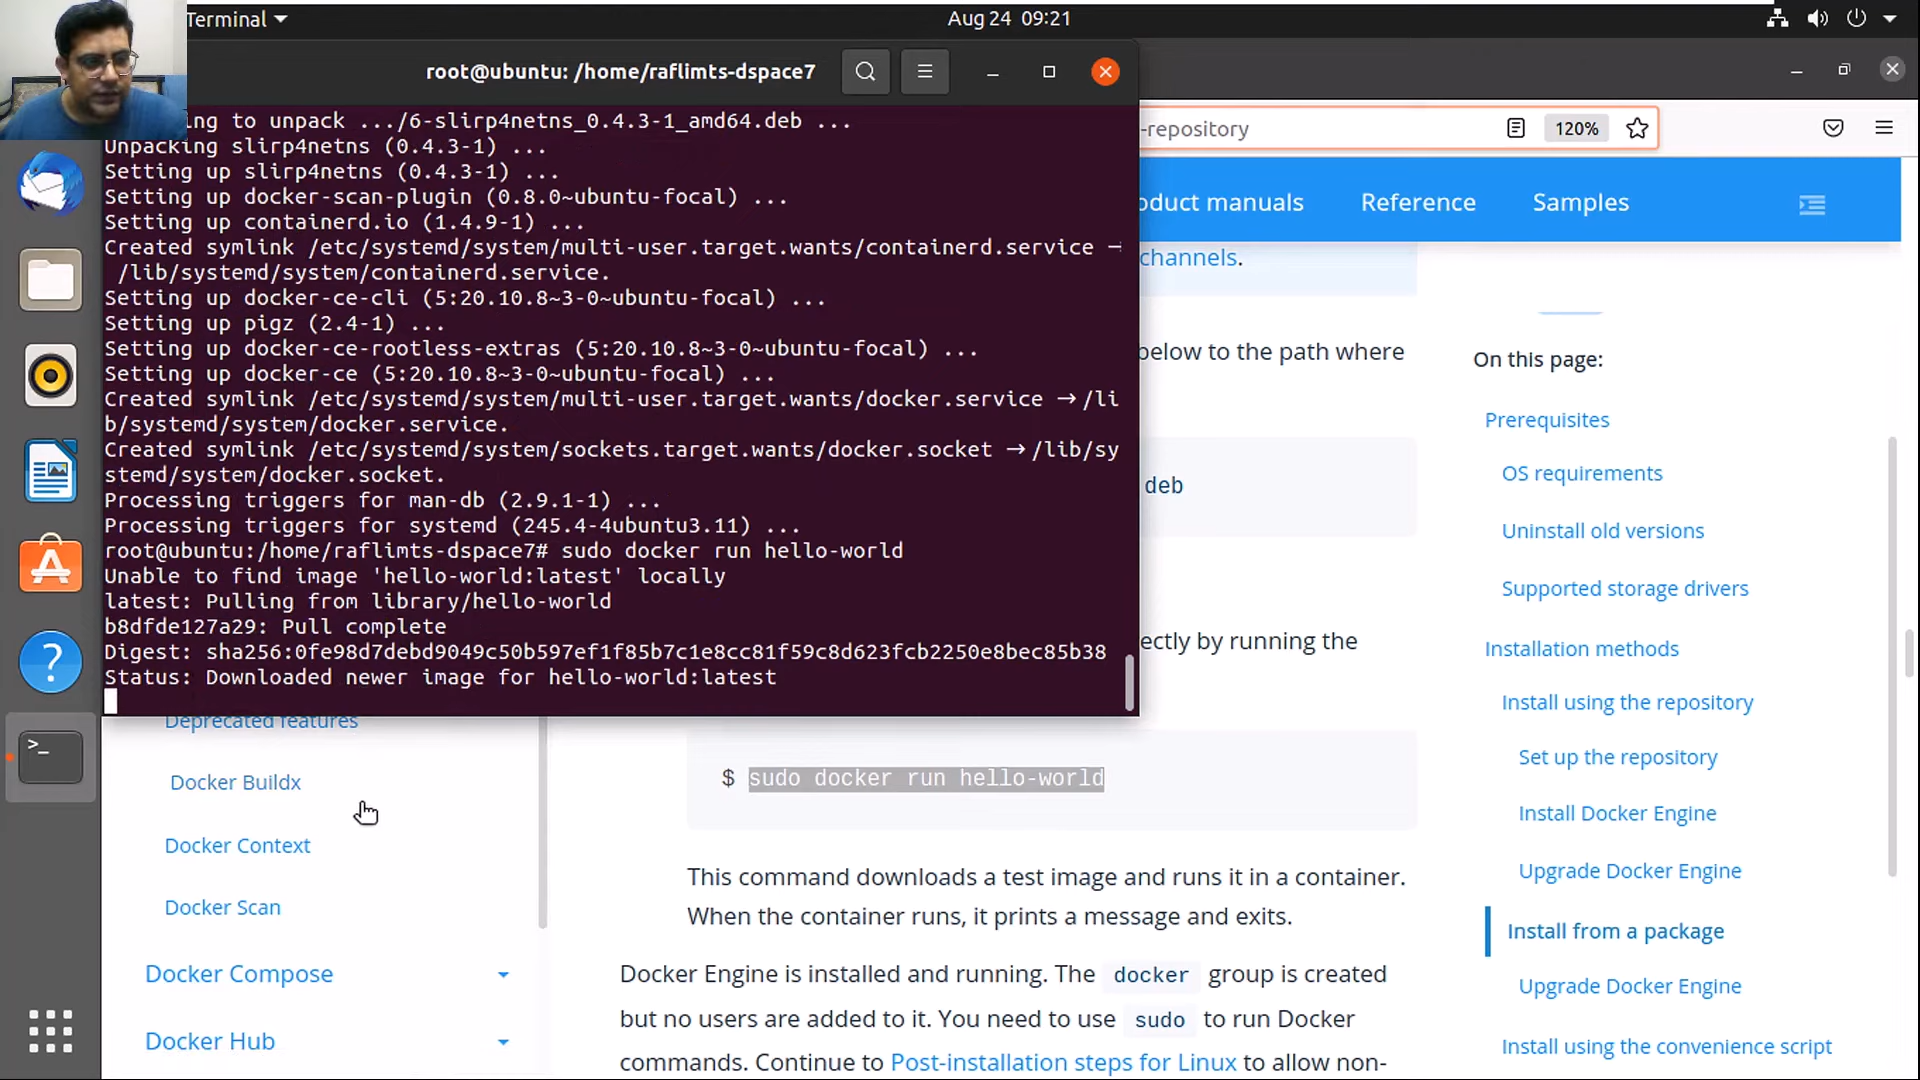 Terminal
Aug 24 09:21
root@ubuntu: /home/raflimts-dspace7
ing to unpack .../6-slirp4netns_0.4.3-1_amd64.deb ...
Unpacking slirp4netns (0.4.3-1) ...
Setting up slirp4netns (0.4.3-1) ...
Setting up docker-scan-plugin (0.8.0~ubuntu-focal) ...
Setting up containerd.io (1.4.9-1) ...
Created symlink /etc/systemd/system/multi-user.target.wants/containerd.service →
/lib/systemd/system/containerd.service.
Setting up docker-ce-cli (5:20.10.8~3-0~ubuntu-focal) ...
Setting up pigz (2.4-1) ...
Setting up docker-ce-rootless-extras (5:20.10.8~3-0~ubuntu-focal) ...
Setting up docker-ce (5:20.10.8~3-0~ubuntu-focal) ...
Created symlink /etc/systemd/system/multi-user.target.wants/docker.service → /li
b/systemd/system/docker.service.
Created symlink /etc/systemd/system/sockets.target.wants/docker.socket → /lib/sy
stemd/system/docker.socket.
Processing triggers for man-db (2.9.1-1) ...
Processing triggers for systemd (245.4-4ubuntu3.11) ...
root@ubuntu:/home/raflimts-dspace7# sudo docker run hello-world
Unable to find image 'hello-world:latest' locally
latest: Pulling from library/hello-world
b8dfde127a29: Pull complete
Digest: sha256:0fe98d7debd9049c50b597ef1f85b7c1e8cc81f59c8d623fcb2250e8bec85b38
Status: Downloaded newer image for hello-world:latest
-repository
120%
oduct manuals
Reference
Samples
channels.
below to the path where
deb
ectly by running the
Deprecated features
Docker Buildx
Docker Context
Docker Scan
Docker Compose
Docker Hub
$ sudo docker run hello-world
This command downloads a test image and runs it in a container.
When the container runs, it prints a message and exits.
Docker Engine is installed and running. The docker group is created
but no users are added to it. You need to use sudo to run Docker
commands. Continue to Post-installation steps for Linux to allow non-
On this page:
Prerequisites
OS requirements
Uninstall old versions
Supported storage drivers
Installation methods
Install using the repository
Set up the repository
Install Docker Engine
Upgrade Docker Engine
Install from a package
Upgrade Docker Engine
Install using the convenience script